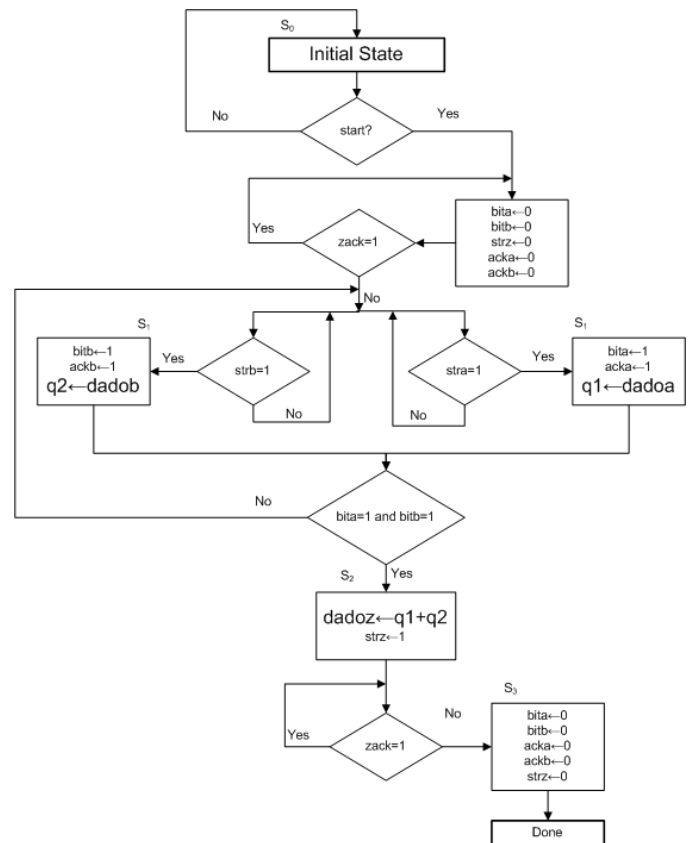 S0
Initial State
No
Yes
start?
bita←0
bitb←0
strz←0
acka←0
ackb←0
Yes
zack=1
No
S1
S1
bitb←1
ackb←1
q2←dadob
Yes
strb=1
No
stra=1
No
Yes
bita←1
acka←1
q1←dadoa
No
bita=1 and bitb=1
S2
Yes
dadoz←q1+q2
strz←1
S3
No
Yes
zack=1
bita←0
bitb←0
acka←0
ackb←0
strz←0
Done